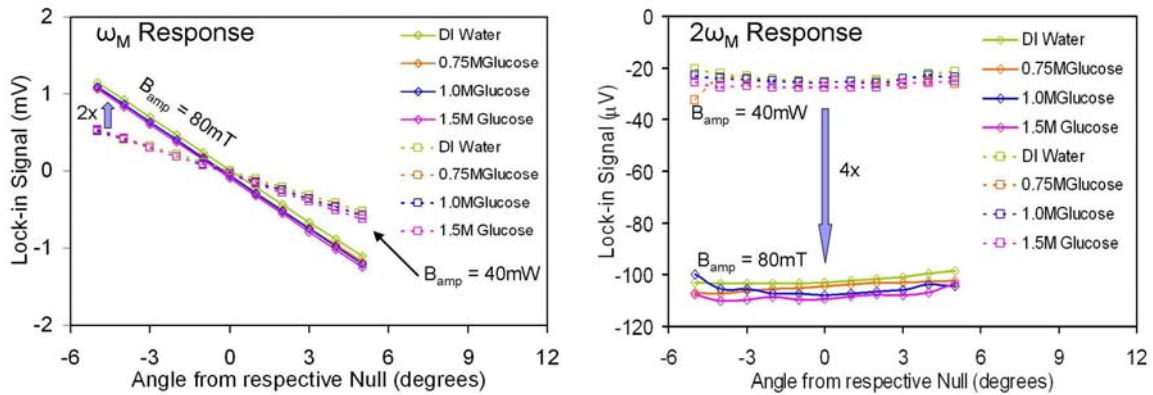 2
1
0
-1
-2
-6
-3
0
3
6
9
12
Lock-in Signal (mV)
Angle from respective Null (degrees)
ωM Response
DI Water
0.75MGlucose
1.0MGlucose
1.5M Glucose
DI Water
0.75MGlucose
1.0MGlucose
1.5M Glucose
Bamp = 80mT
2x
Bamp = 40mW
0
-20
-40
-60
-80
-100
-120
-6
-3
0
3
6
9
12
Lock-in Signal (μV)
Angle from respective Null (degrees)
2ωM Response
DI Water
0.75MGlucose
1.0MGlucose
1.5M Glucose
DI Water
0.75MGlucose
1.0MGlucose
1.5M Glucose
Bamp = 40mW
4x
Bamp = 80mT